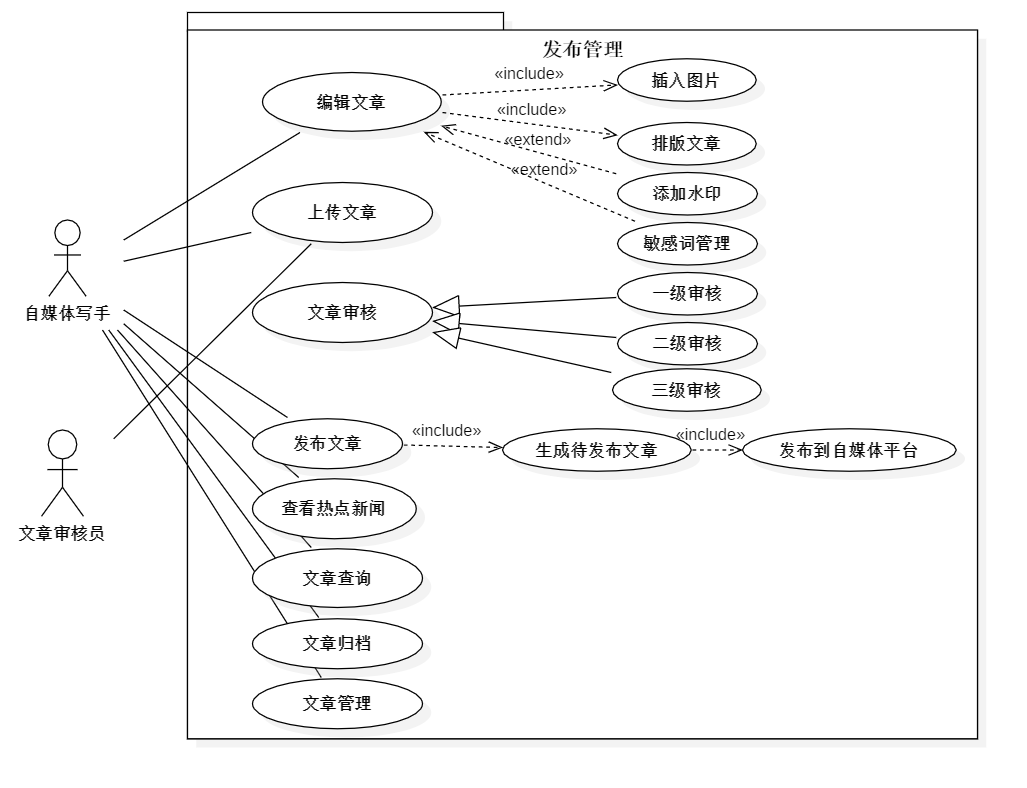 发布管理
编辑文章
«include»
插入图片
«include»
排版文章
«extend»
添加水印
«extend»
敏感词管理
上传文章
文章审核
一级审核
二级审核
三级审核
自媒体写手
发布文章
«include»
生成待发布文章
«include»
发布到自媒体平台
查看热点新闻
文章审核员
文章查询
文章归档
文章管理